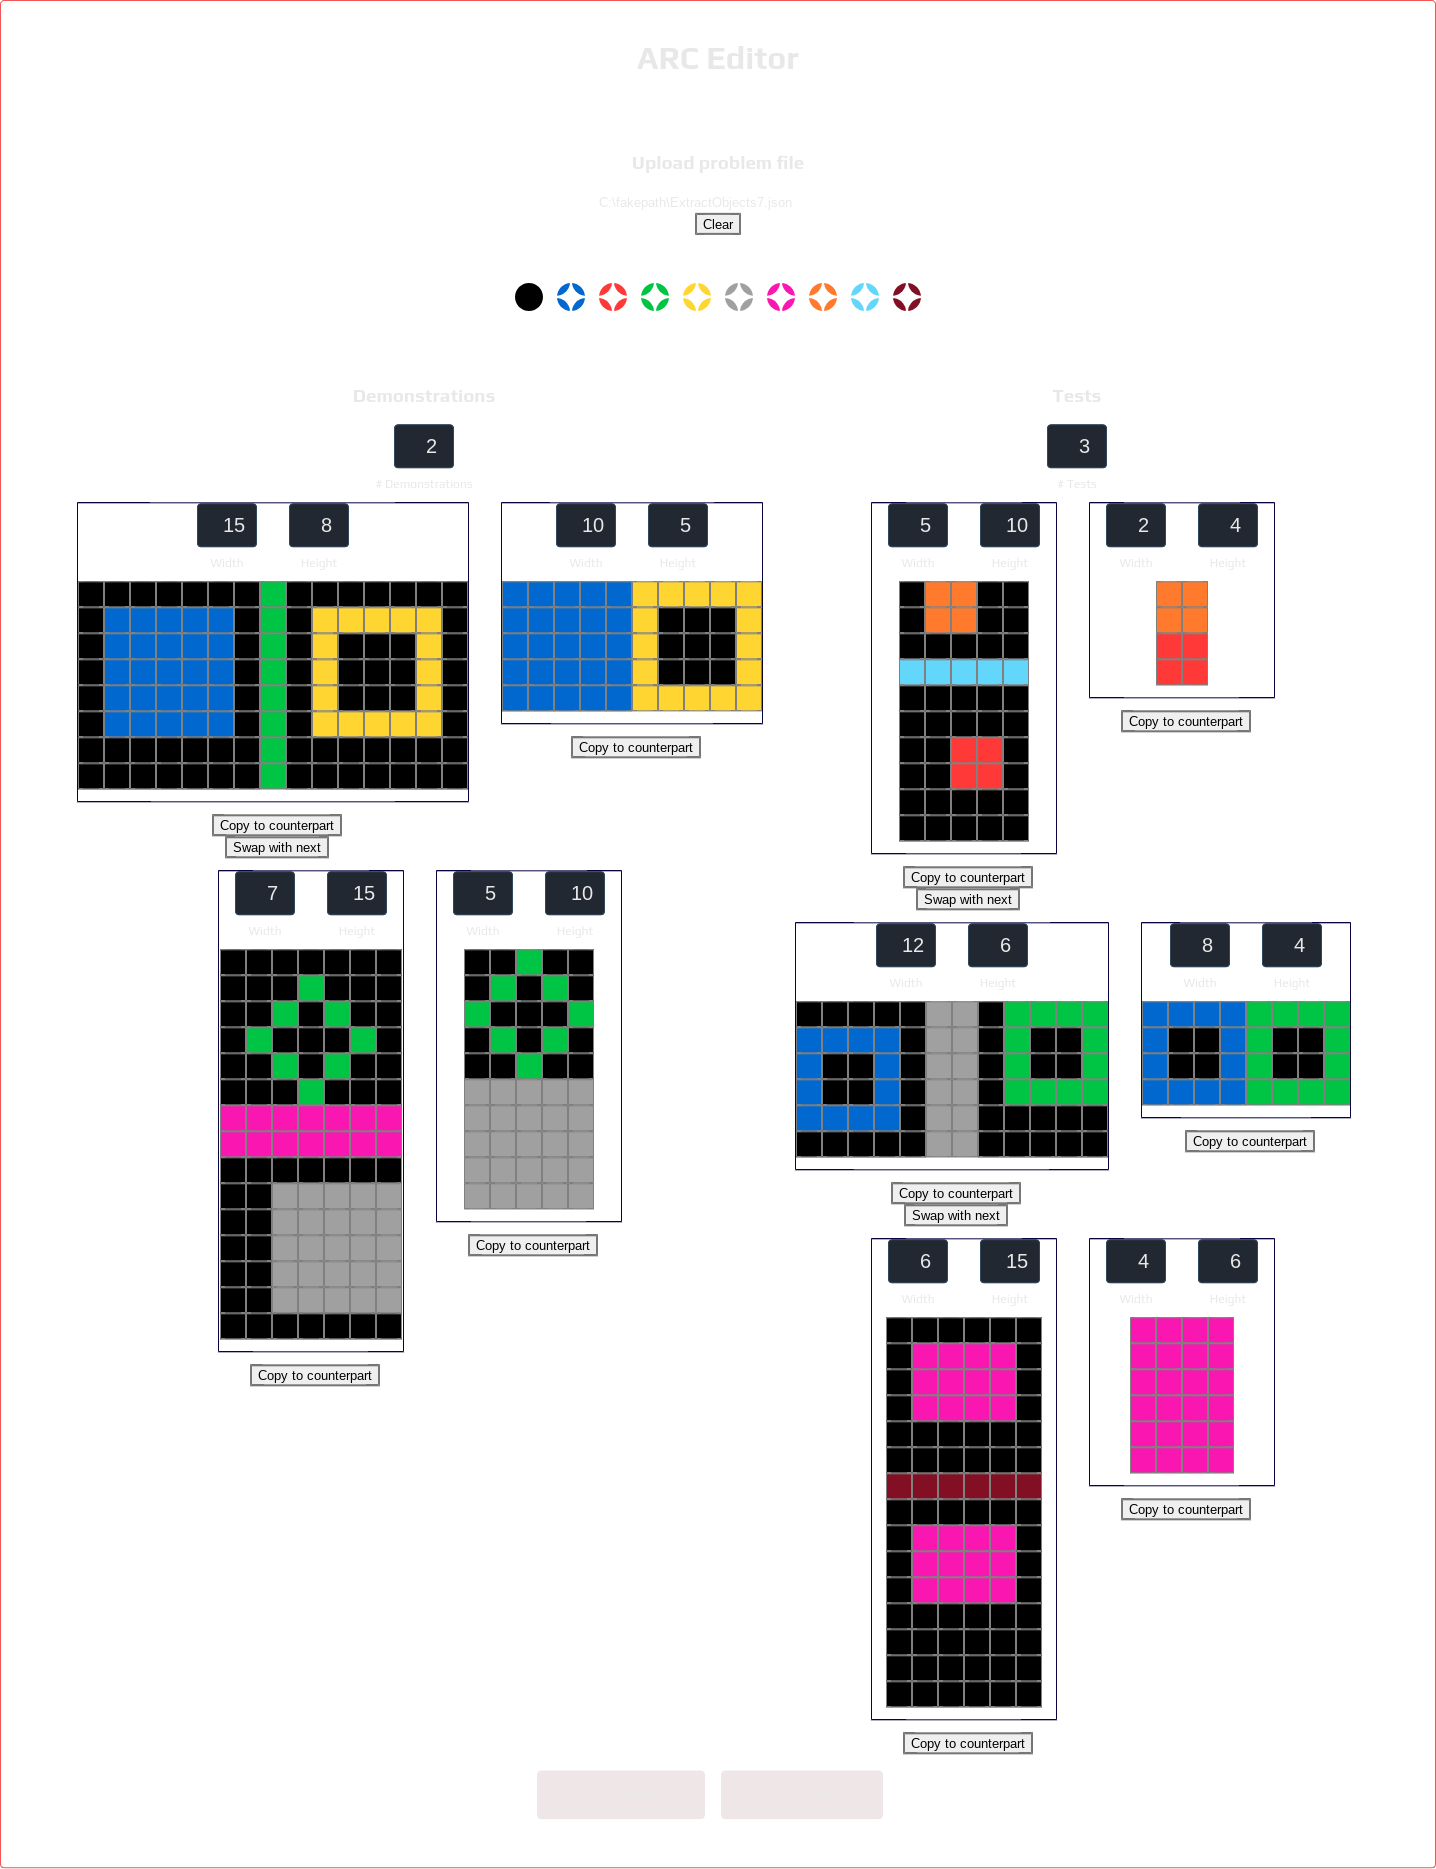 ARC Editor
Upload problem file
C:\fakepath\ExtractObjects7.json
Clear
Demonstrations
2
# Demonstrations
15 8
Width Height
Copy to counterpart
Swap with next
10 5
Width Height
Copy to counterpart
7 15
Width Height
Copy to counterpart
5 10
Width Height
Copy to counterpart
Tests
3
# Tests
5 10
Width Height
Copy to counterpart
Swap with next
2 4
Width Height
Copy to counterpart
12 6
Width Height
Copy to counterpart
Swap with next
8 4
Width Height
Copy to counterpart
6 15
Width Height
Copy to counterpart
4 6
Width Height
Copy to counterpart